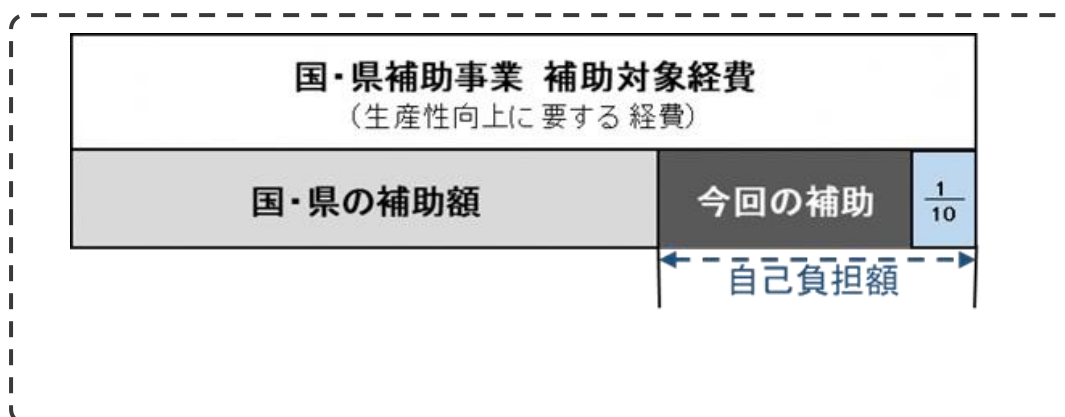 国・県補助事業 補助対象経費
（生産性向上に要する経費）
国・県の補助額
今回の補助
1
10
自己負担額